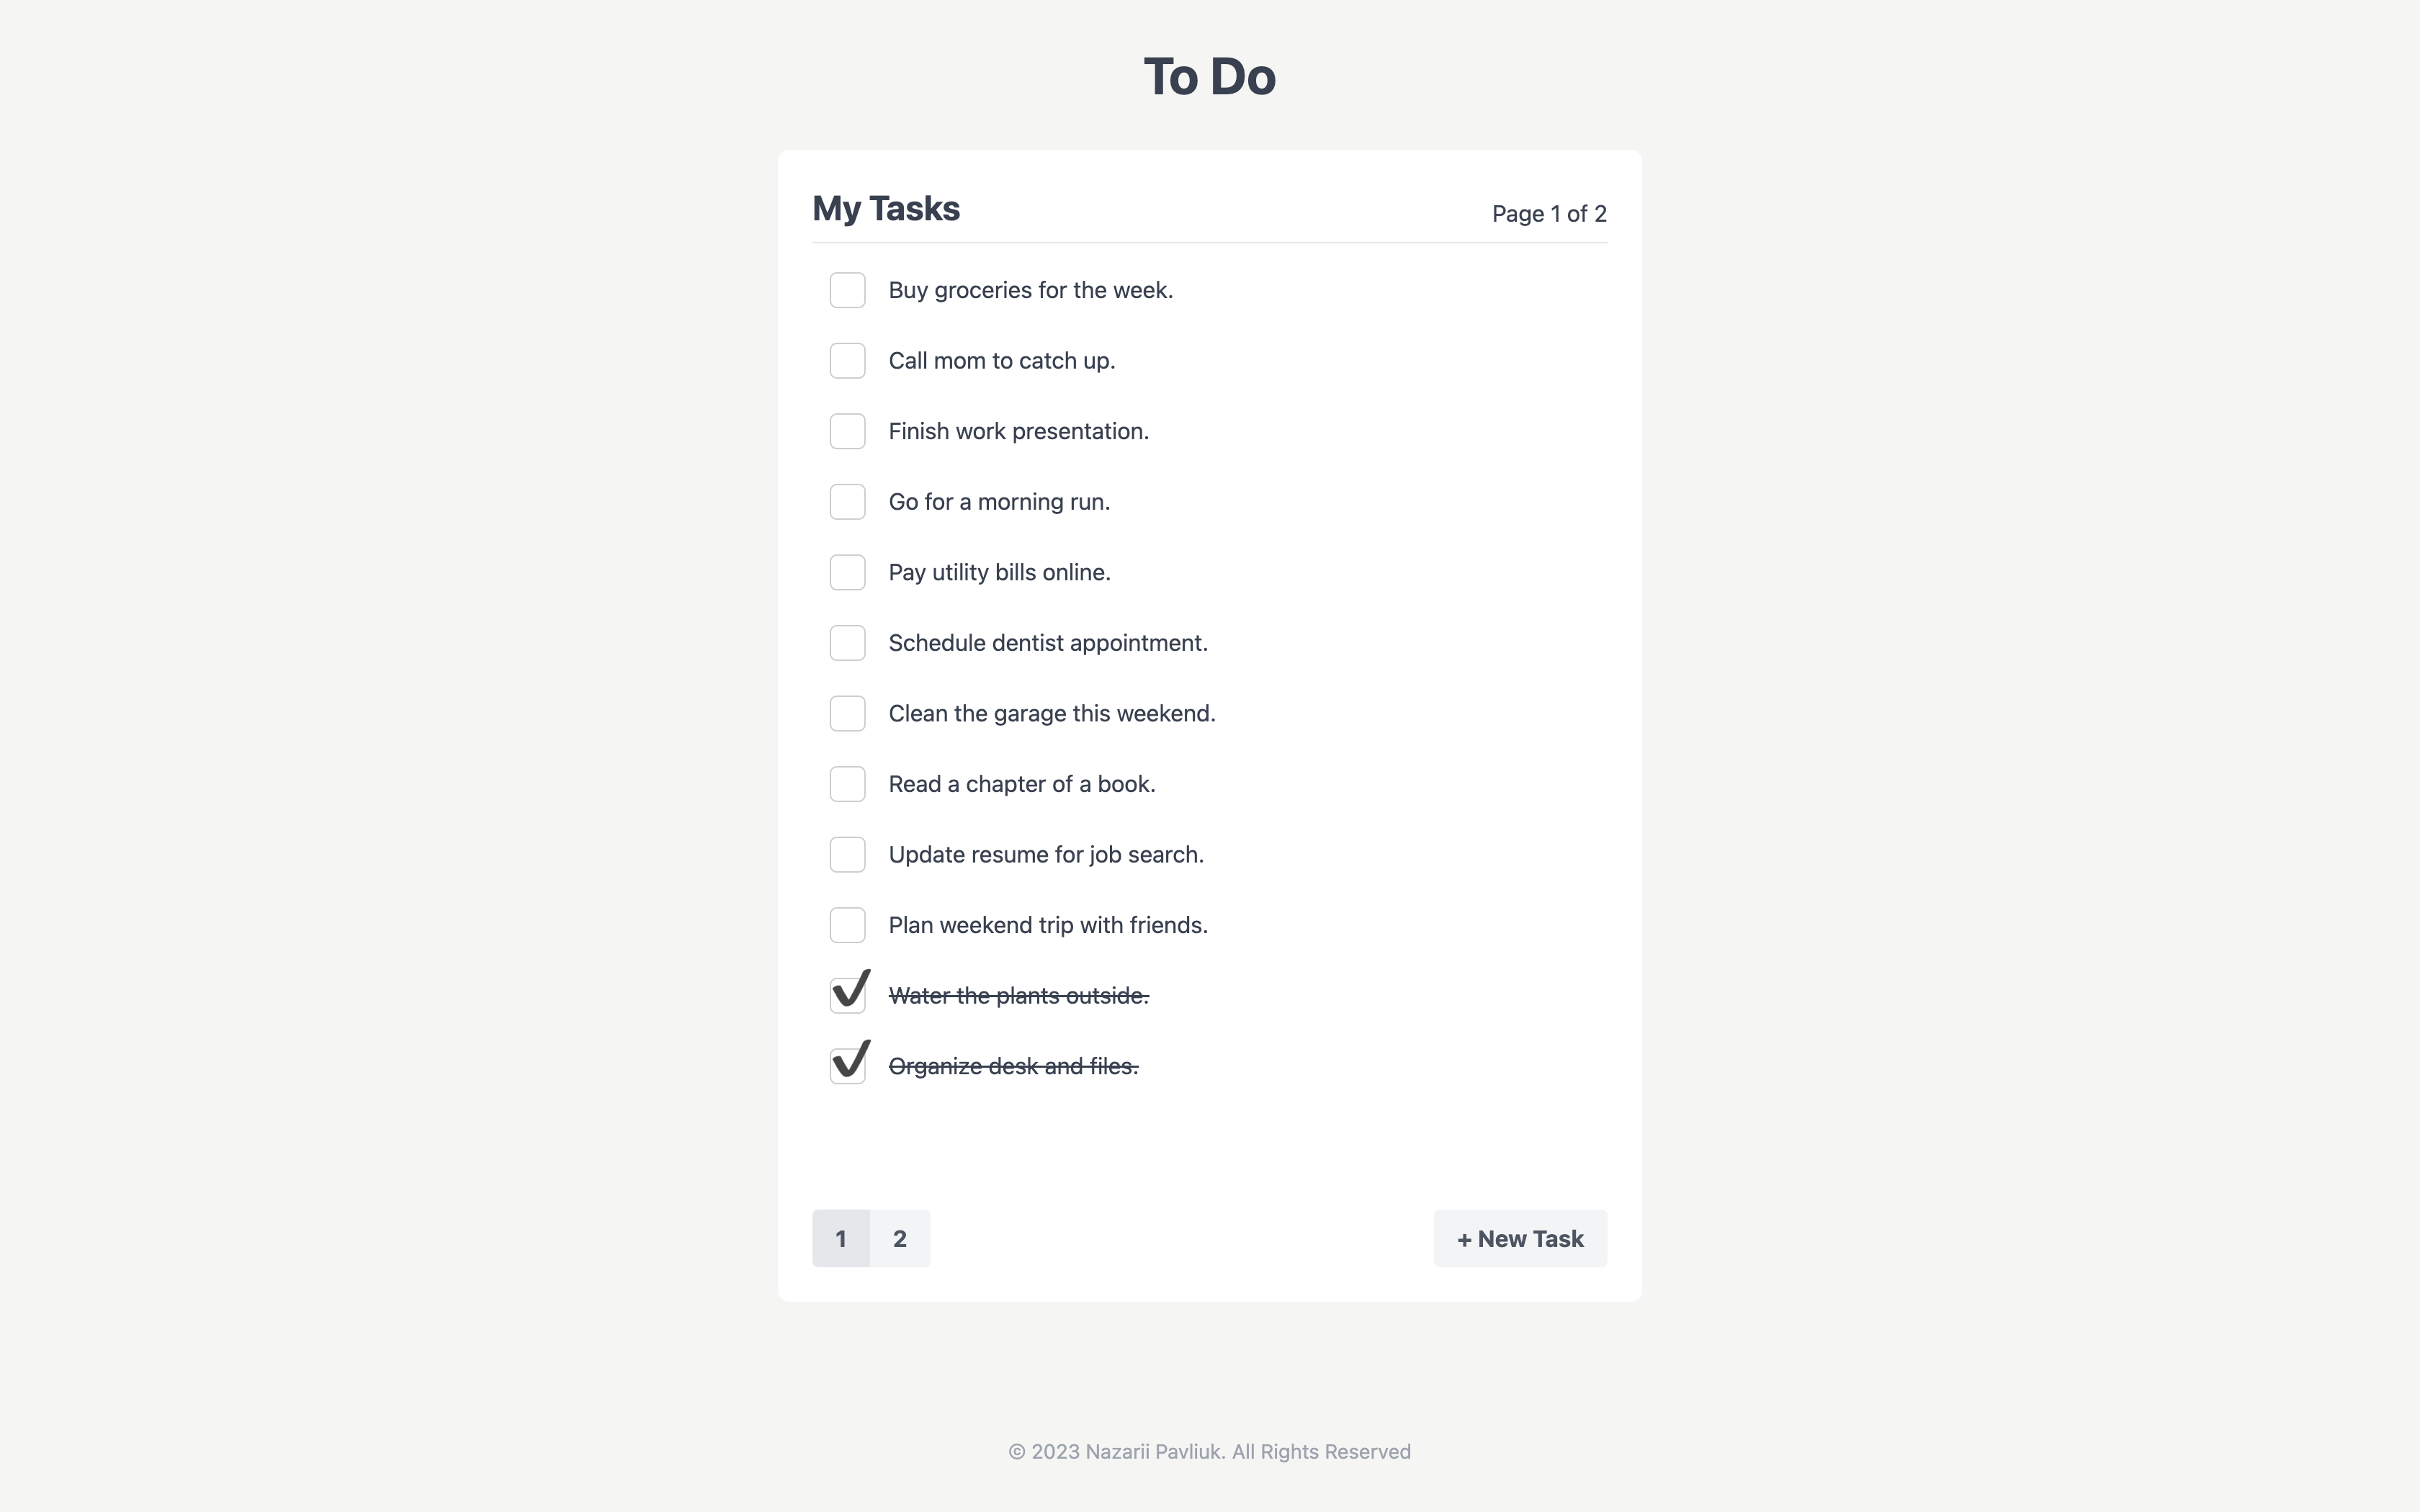 To Do
My Tasks
Page 1 of 2
Buy groceries for the week.
Call mom to catch up.
Finish work presentation.
Go for a morning run.
Pay utility bills online.
Schedule dentist appointment.
Clean the garage this weekend.
Read a chapter of a book.
Update resume for job search.
Plan weekend trip with friends.
Water the plants outside.
Organize desk and files.
1 2
+ New Task
© 2023 Nazarii Pavliuk. All Rights Reserved